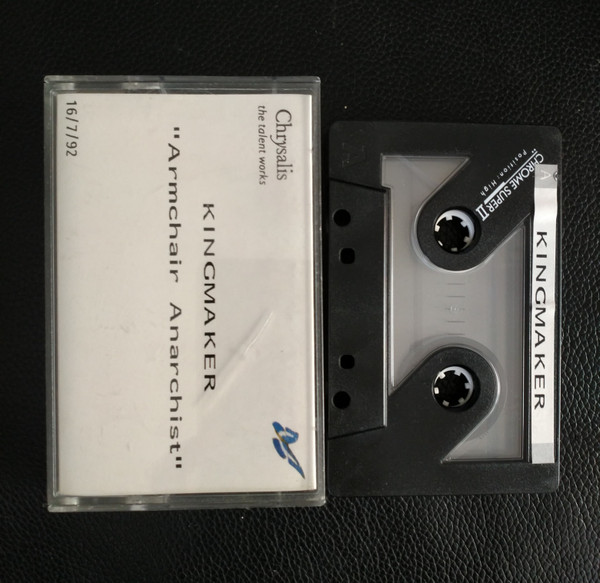 Chrysalis
the talent works
KINGMAKER
"Armchair Anarchist"
16/7/92
A
CHROME SUPER II
Position: High
KINGMAKER